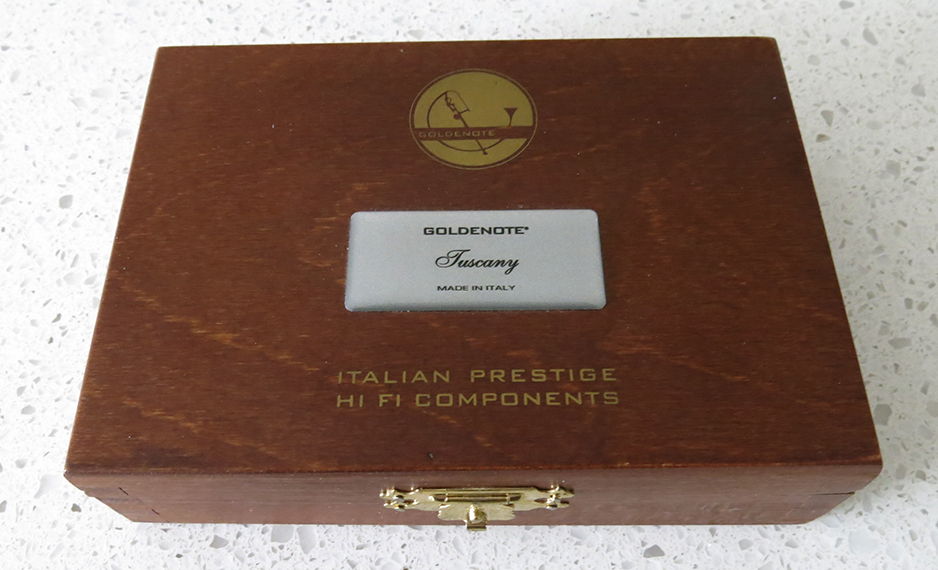 GOLDENOTE
GOLDENOTE®
Tuscany
MADE IN ITALY
ITALIAN PRESTIGE
HI FI COMPONENTS